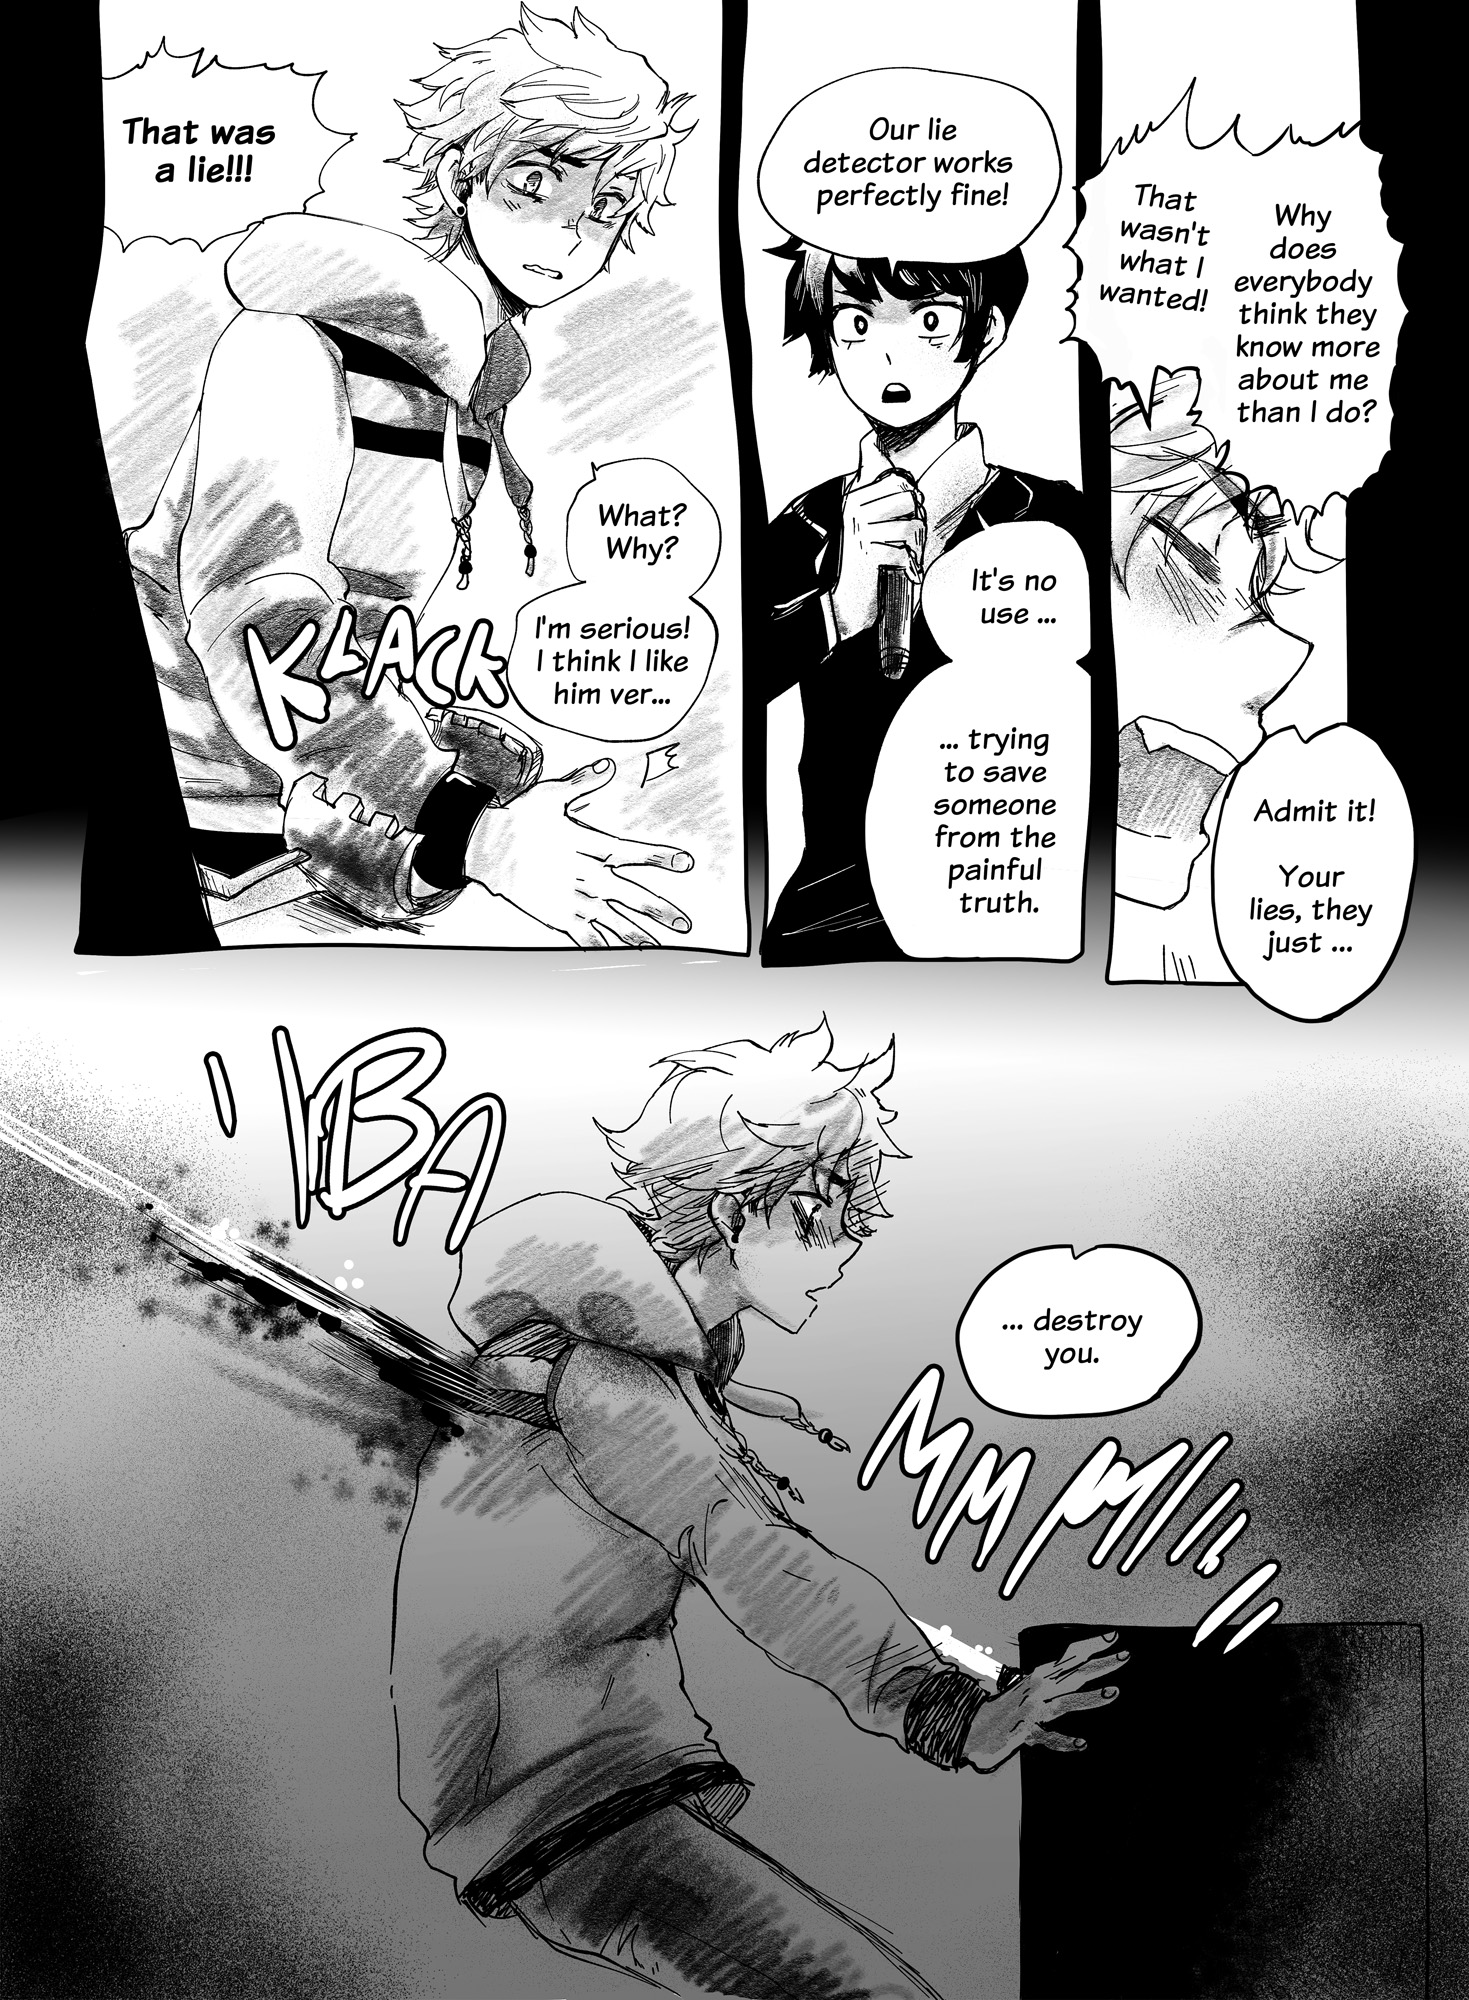 That was
a lie!!!
What?
Why?
I'm serious!
I think I like
him ver...
KLACK
Our lie
detector works
perfectly fine!
It's no
use ...
... trying
to save
someone
from the
painful
truth.
That
wasn't
what I
wanted!
Why
does
everybody
think they
know more
about me
than I do?
Admit it!
Your
lies, they
just ...
BA
... destroy
you.